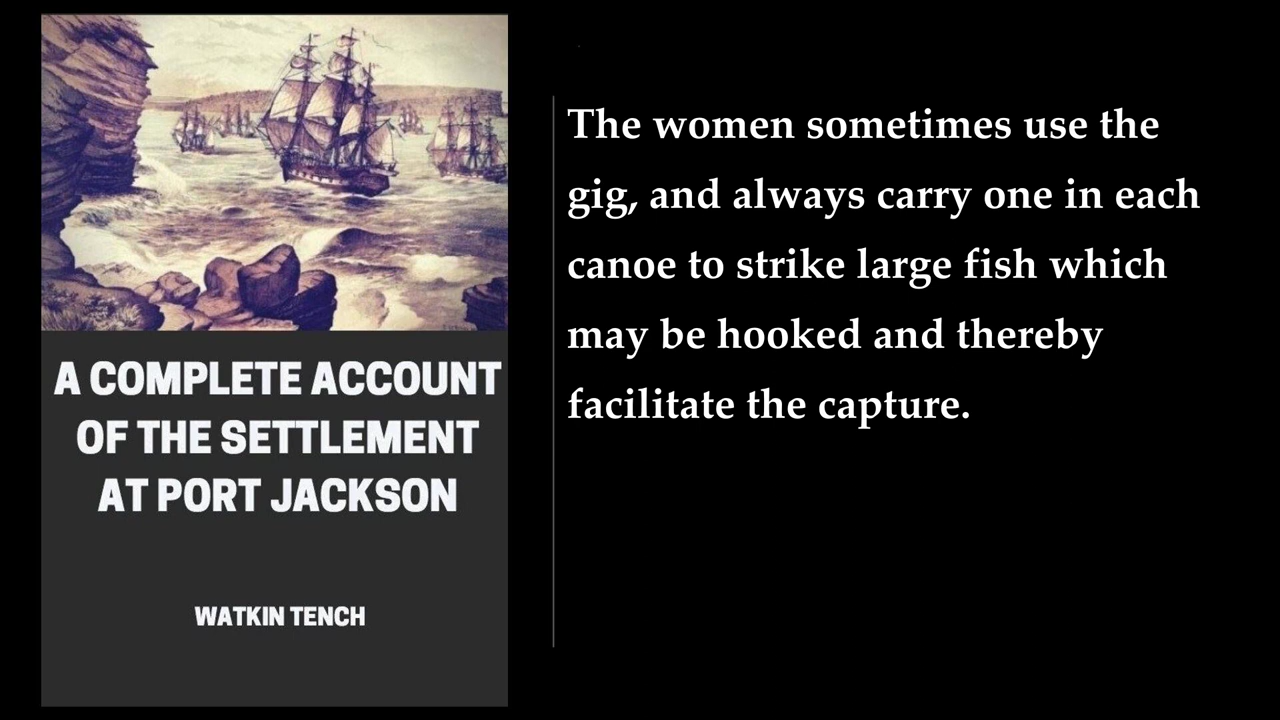 A COMPLETE ACCOUNT
OF THE SETTLEMENT
AT PORT JACKSON
WATKIN TENCH
The women sometimes use the
gig, and always carry one in each
canoe to strike large fish which
may be hooked and thereby
facilitate the capture.